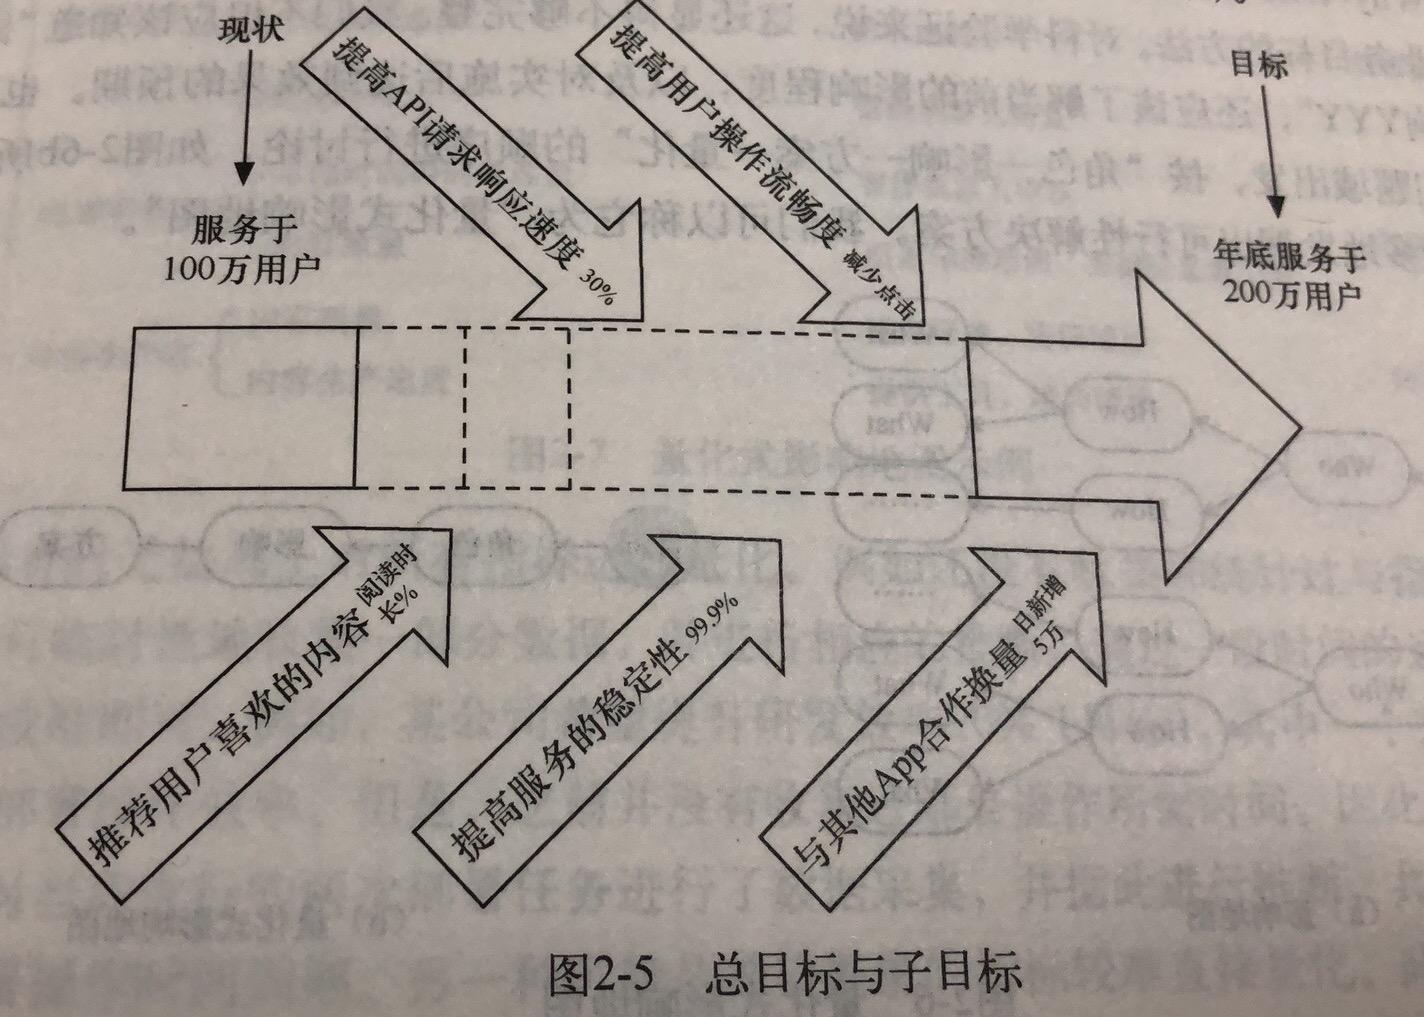 现状
服务于
100万用户
提高API请求响应速度 30%
提高用户操作流畅度 减少点击
目标
年底服务于
200万用户
推荐用户喜欢的内容 阅读时
长%
提高服务的稳定性 99.9%
与其他App合作换量 日新增
5万
图2-5 总目标与子目标